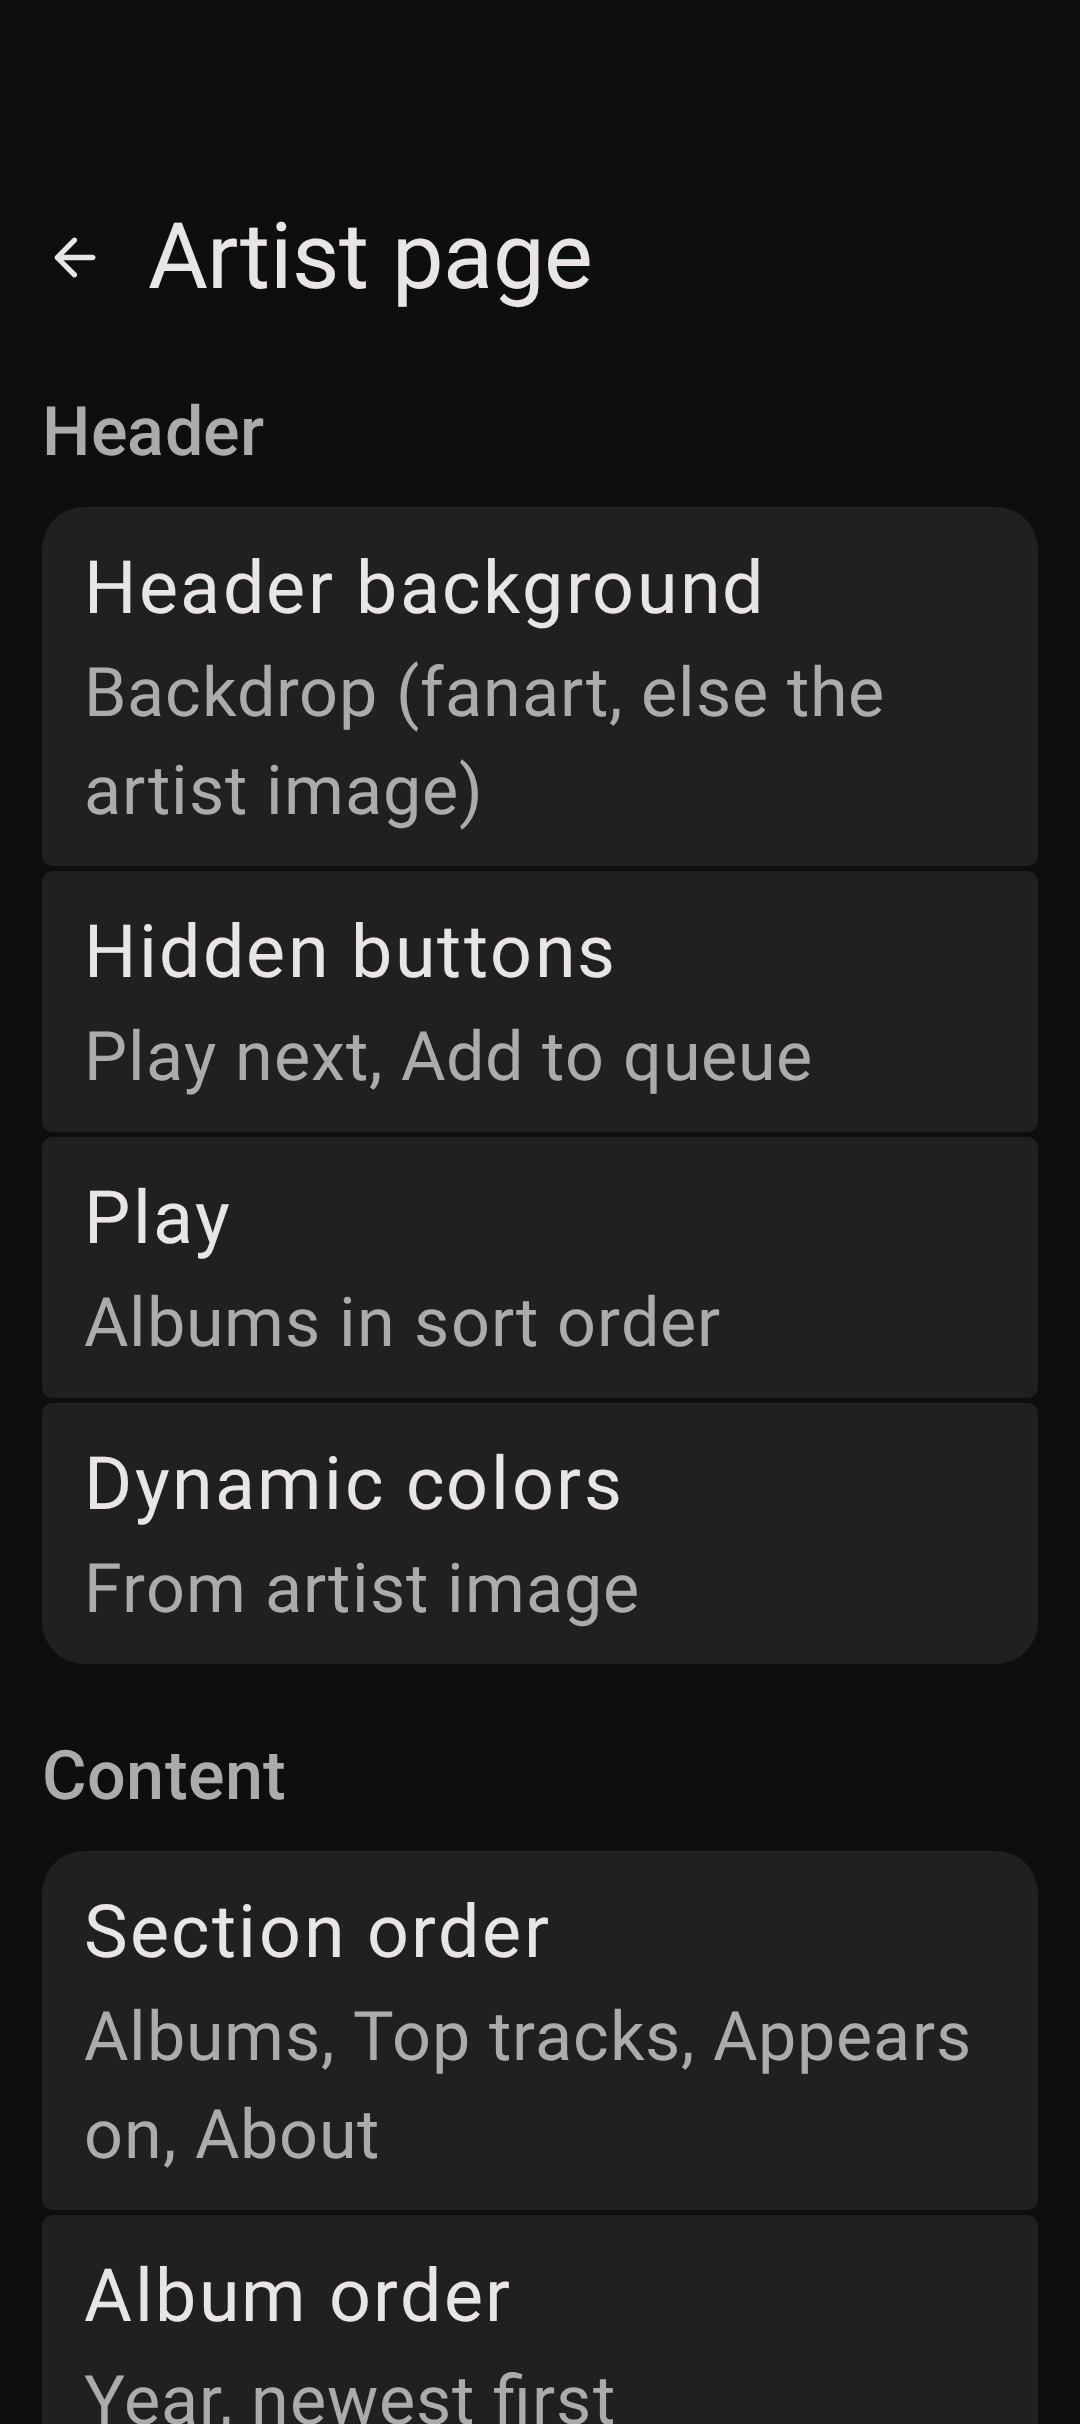 Artist page
Header
Header background
Backdrop (fanart, else the
artist image)
Hidden buttons
Play next, Add to queue
Play
Albums in sort order
Dynamic colors
From artist image
Content
Section order
Albums, Top tracks, Appears
on, About
Album order
Year, newest first